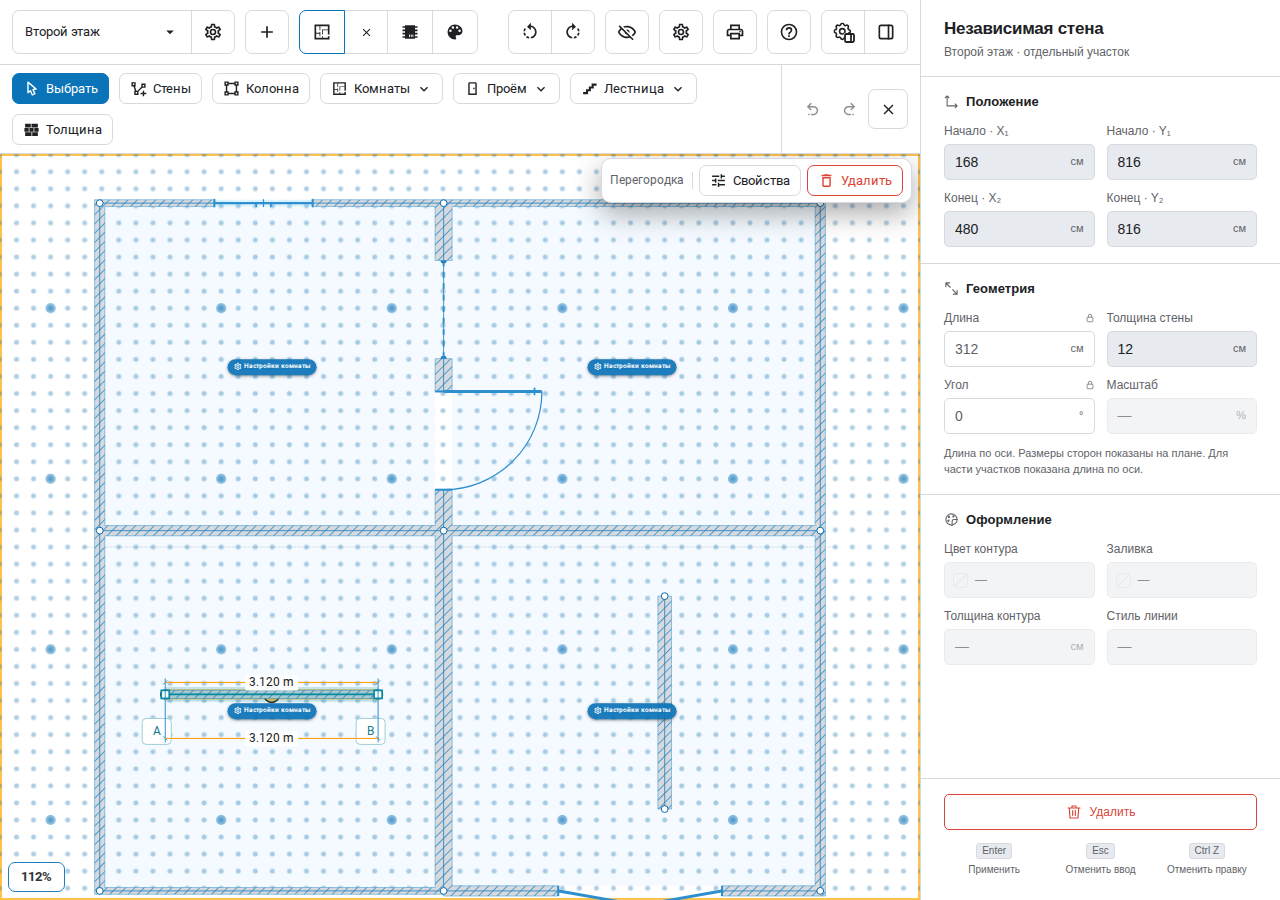 Второй этаж
Выбрать
Стены
Колонна
Комнаты
Проём
Лестница
Толщина
Перегородка
Свойства
Удалить
Настройки комнаты
Настройки комнаты
3.120 m
Настройки комнаты
Настройки комнаты
A
B
3.120 m
112%
Независимая стена
Второй этаж · отдельный участок
Положение
Начало · X₁
Начало · Y₁
168 см
816 см
Конец · X₂
Конец · Y₂
480 см
816 см
Геометрия
Длина
Толщина стены
312 см
12 см
Угол
Масштаб
0 °
— %
Длина по оси. Размеры сторон показаны на плане. Для
части участков показана длина по оси.
Оформление
Цвет контура
Заливка
—
—
Толщина контура
Стиль линии
— см
—
Удалить
Enter
Esc
Ctrl Z
Применить
Отменить ввод
Отменить правку